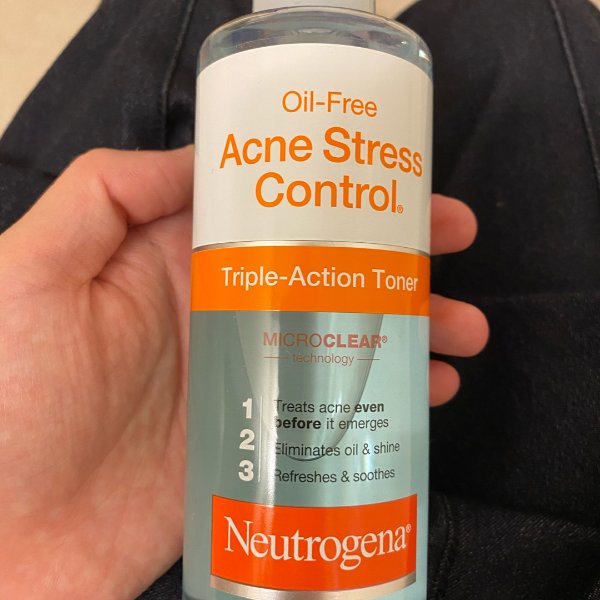 Oil-Free
Acne Stress
Control®
Triple-Action Toner
MICROCLEAR®
technology
1 Treats acne even
before it emerges
2 Eliminates oil & shine
3 Refreshes & soothes
Neutrogena®